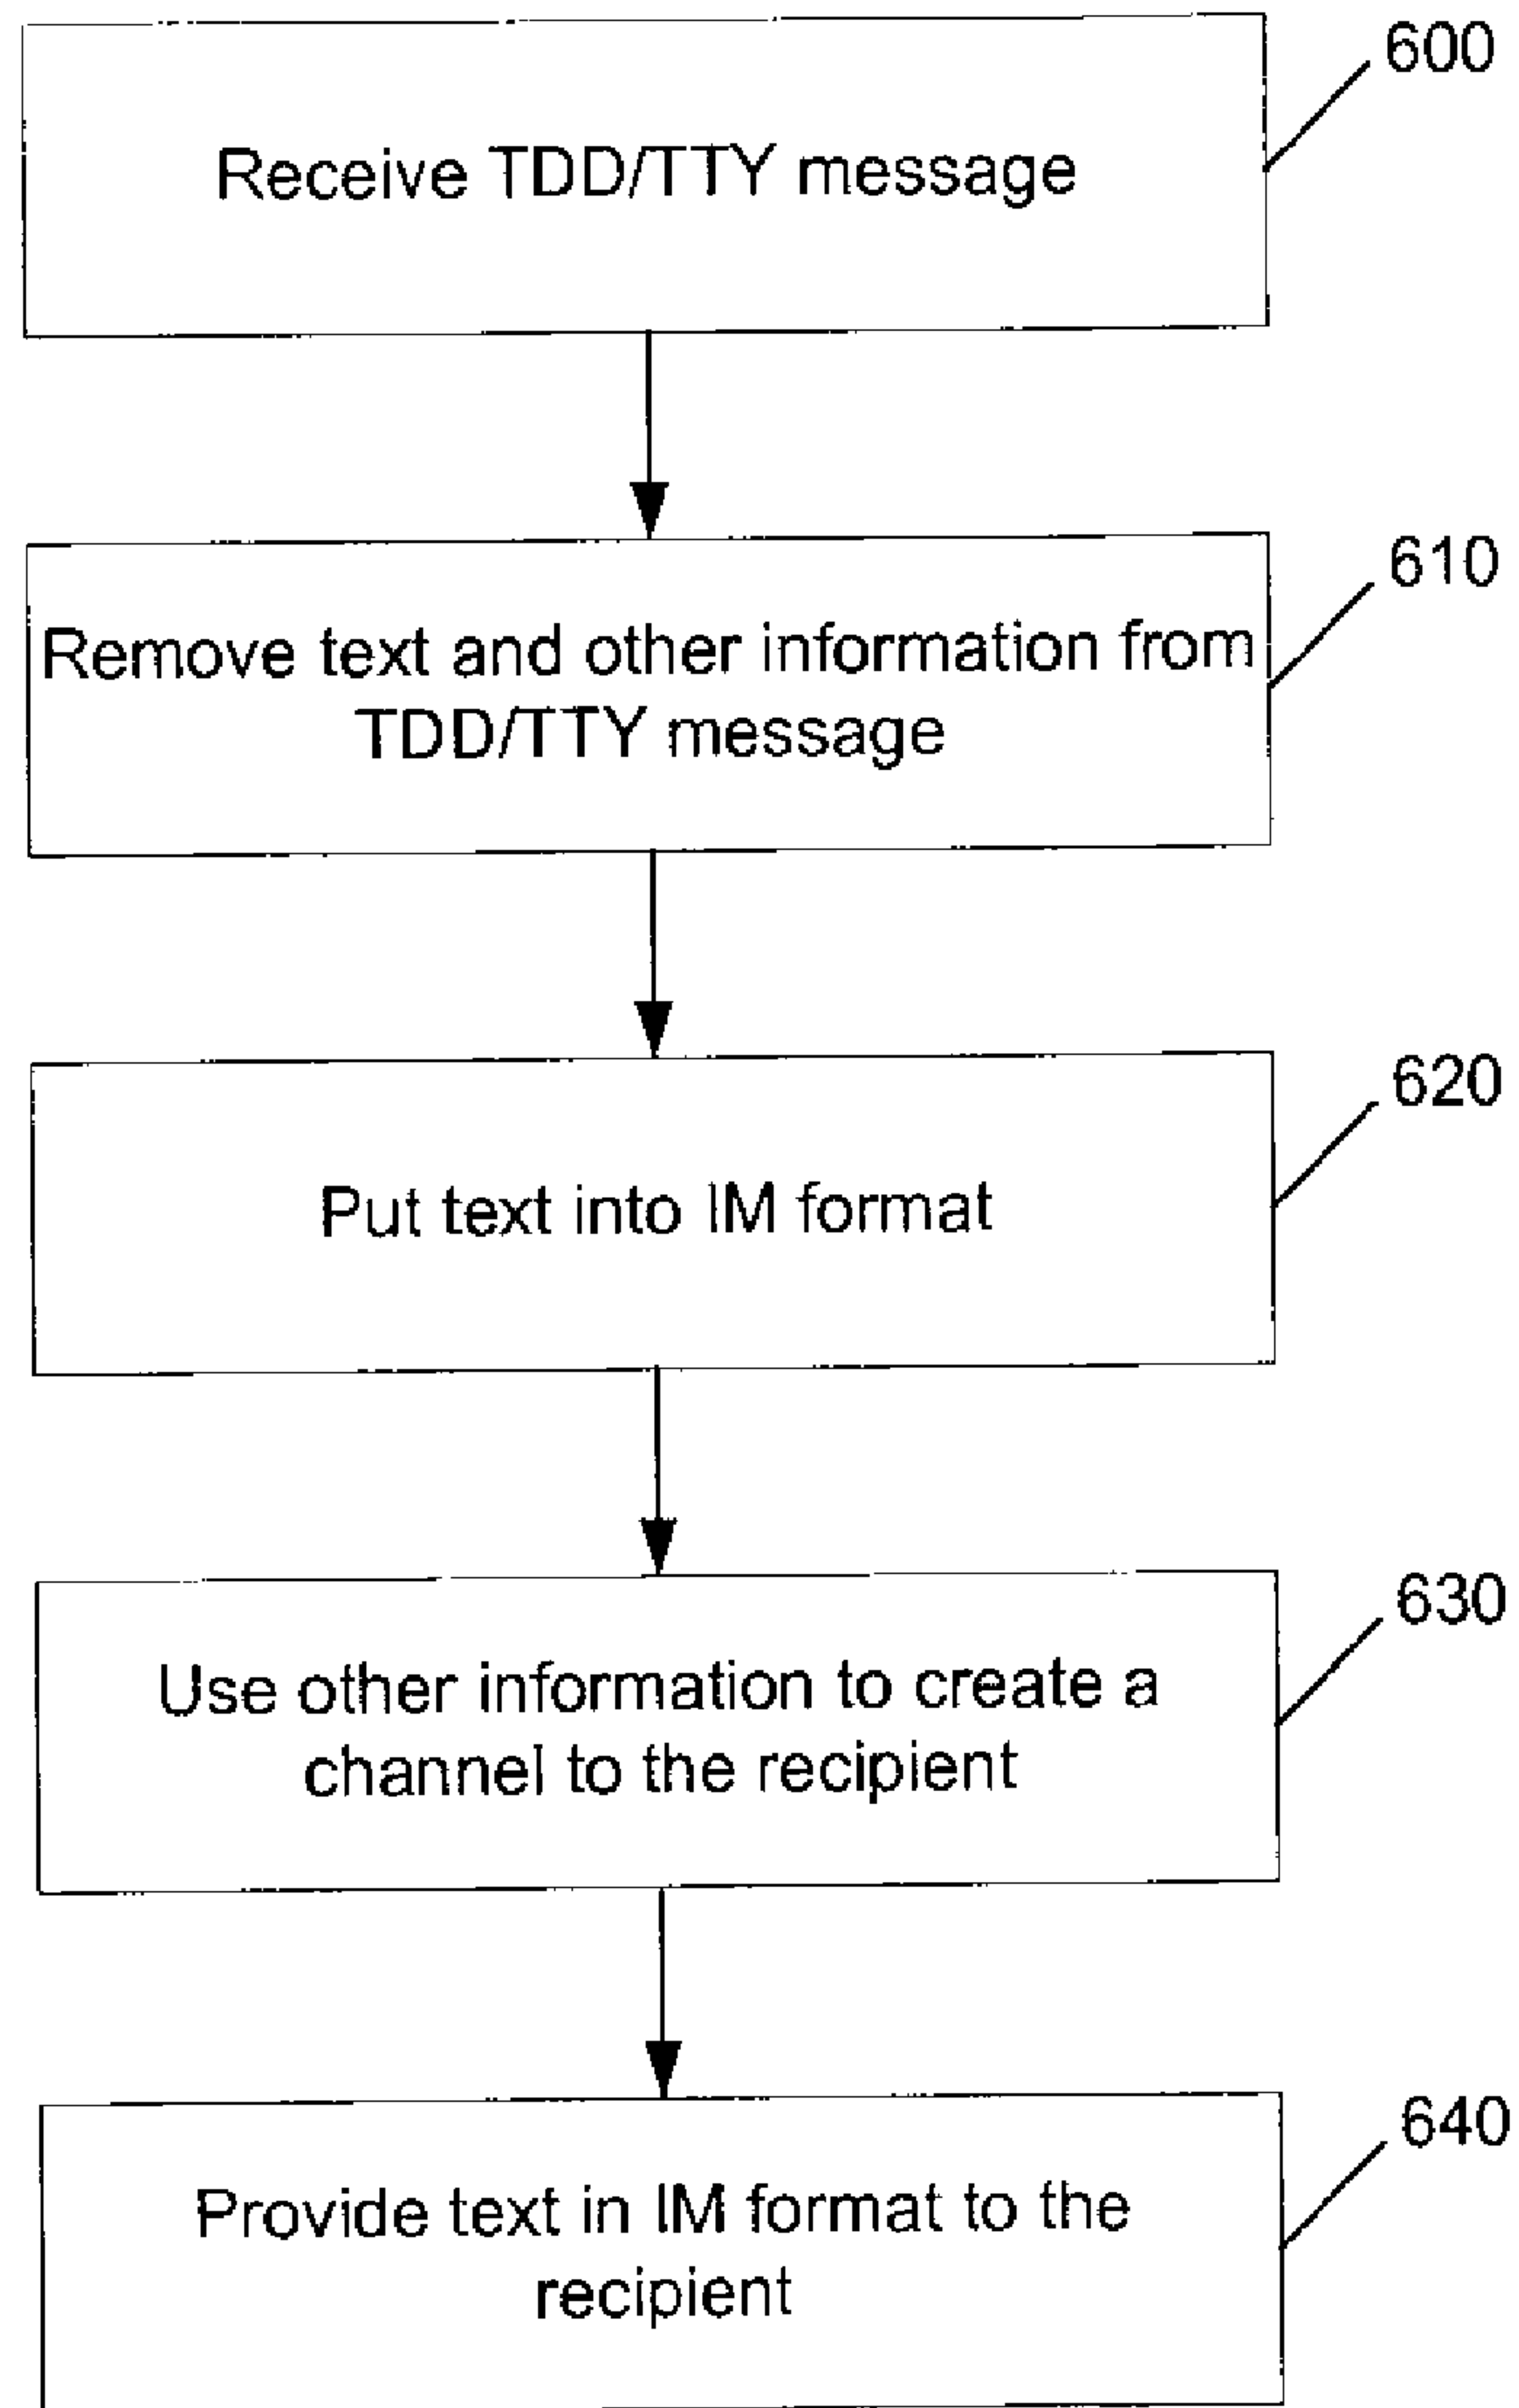 600
Receive TDD/TTY message
610
Remove text and other information from
TDD/TTY message
620
Put text into IM format
630
Use other information to create a
channel to the recipient
640
Provide text in IM format to the
recipient